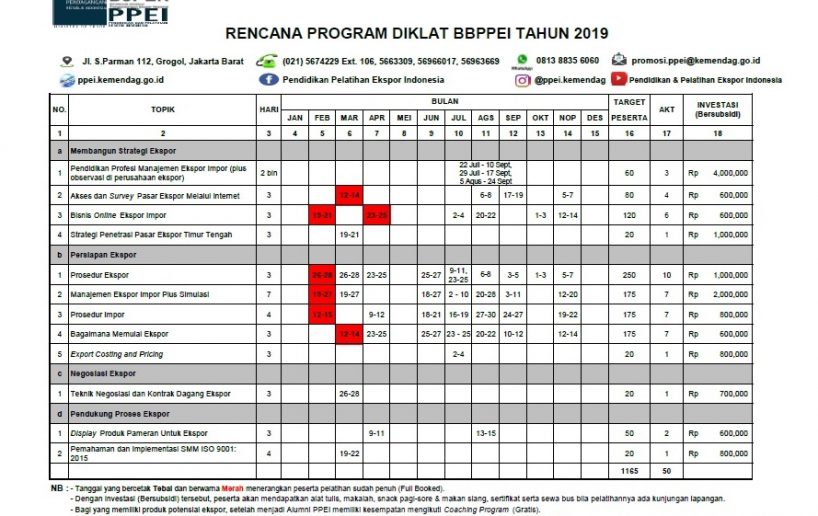 PPEI
RENCANA PROGRAM DIKLAT BBPPEI TAHUN 2019
Jl. S.Parman 112, Grogol, Jakarta Barat (021) 5674229 Ext. 106, 5663309, 56966017, 56963669 0813 8835 6060 promosi.ppei@kemendag.go.id
ppei.kemendag.go.id Pendidikan Pelatihan Ekspor Indonesia @ppei.kemendag Pendidikan & Pelatihan Ekspor Indonesia
NO. TOPIK HARI BULAN TARGET PESERTA AKT INVESTASI (Bersubsidi)
JAN FEB MAR APR MEI JUN JUL AGS SEP OKT NOP DES
1 2 3 4 5 6 7 8 9 10 11 12 13 14 15 16 17 18
a Membangun Strategi Ekspor
1 Pendidikan Profesi Manajemen Ekspor Impor (plus observasi di perusahaan ekspor) 2 bln 22 Juli - 10 Sept, 29 Juli - 17 Sept, 5 Agus - 24 Sept 60 3 Rp 4,000,000
2 Akses dan Survey Pasar Ekspor Melalui Internet 3 12-14 6-8 17-19 5-7 80 4 Rp 600,000
3 Bisnis Online Ekspor Impor 3 19-21 23-25 2-4 20-22 1-3 12-14 120 6 Rp 600,000
4 Strategi Penetrasi Pasar Ekspor Timur Tengah 3 19-21 20 1 Rp 1,000,000
b Persiapan Ekspor
1 Prosedur Ekspor 3 26-28 26-28 23-25 25-27 9-11, 23-25 6-8 3-5 1-3 5-7 250 10 Rp 1,000,000
2 Manajemen Ekspor Impor Plus Simulasi 7 19-27 19-27 18-27 2 - 10 20-28 3-11 12-20 175 7 Rp 2,000,000
3 Prosedur Impor 4 12-15 9-12 18-21 16-19 27-30 24-27 19-22 175 7 Rp 800,000
4 Bagaimana Memulai Ekspor 3 12-14 23-25 25-27 23 - 25 20-22 10-12 12-14 175 7 Rp 600,000
5 Export Costing and Pricing 3 2-4 20 1 Rp 800,000
c Negosiasi Ekspor
1 Teknik Negosiasi dan Kontrak Dagang Ekspor 3 26-28 20 1 Rp 700,000
d Pendukung Proses Ekspor
1 Display Produk Pameran Untuk Ekspor 3 9-11 13-15 50 2 Rp 600,000
2 Pemahaman dan Implementasi SMM ISO 9001: 2015 4 19-22 20 1 Rp 800,000
1165 50
NB : - Tanggal yang bercetak Tebal dan berwarna Merah menerangkan peserta pelatihan sudah penuh (Full Booked).
- Dengan Investasi (Bersubsidi) tersebut, peserta akan mendapatkan alat tulis, makalah, snack pagi-sore & makan siang, sertifikat serta sewa bus bila pelatihannya ada kunjungan lapangan.
- Bagi yang memiliki produk potensial ekspor, setelah menjadi Alumni PPEI memiliki kesempatan mengikuti Coaching Program (Gratis).